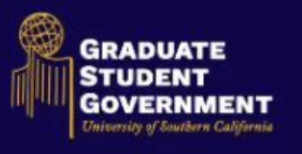 GRADUATE
STUDENT
GOVERNMENT
University of Southern California